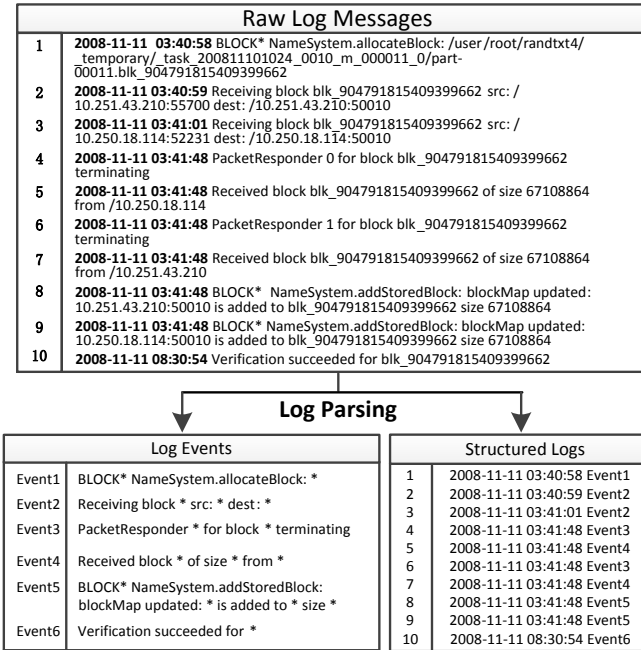 Raw Log Messages
1 2008-11-11 03:40:58 BLOCK* NameSystem.allocateBlock: /user/root/randtxt4/
_temporary/_task_200811101024_0010_m_000011_0/part-
00011.blk_904791815409399662
2 2008-11-11 03:40:59 Receiving block blk_904791815409399662 src: /
10.251.43.210:55700 dest: /10.251.43.210:50010
3 2008-11-11 03:41:01 Receiving block blk_904791815409399662 src: /
10.250.18.114:52231 dest: /10.250.18.114:50010
4 2008-11-11 03:41:48 PacketResponder 0 for block blk_904791815409399662
terminating
5 2008-11-11 03:41:48 Received block blk_904791815409399662 of size 67108864
from /10.250.18.114
6 2008-11-11 03:41:48 PacketResponder 1 for block blk_904791815409399662
terminating
7 2008-11-11 03:41:48 Received block blk_904791815409399662 of size 67108864
from /10.251.43.210
8 2008-11-11 03:41:48 BLOCK* NameSystem.addStoredBlock: blockMap updated:
10.251.43.210:50010 is added to blk_904791815409399662 size 67108864
9 2008-11-11 03:41:48 BLOCK* NameSystem.addStoredBlock: blockMap updated:
10.250.18.114:50010 is added to blk_904791815409399662 size 67108864
10 2008-11-11 08:30:54 Verification succeeded for blk_904791815409399662
Log Parsing
Log Events
Event1 BLOCK* NameSystem.allocateBlock: *
Event2 Receiving block * src: * dest: *
Event3 PacketResponder * for block * terminating
Event4 Received block * of size * from *
Event5 BLOCK* NameSystem.addStoredBlock:
blockMap updated: * is added to * size *
Event6 Verification succeeded for *
Structured Logs
1 2008-11-11 03:40:58 Event1
2 2008-11-11 03:40:59 Event2
3 2008-11-11 03:41:01 Event2
4 2008-11-11 03:41:48 Event3
5 2008-11-11 03:41:48 Event4
6 2008-11-11 03:41:48 Event3
7 2008-11-11 03:41:48 Event4
8 2008-11-11 03:41:48 Event5
9 2008-11-11 03:41:48 Event5
10 2008-11-11 08:30:54 Event6